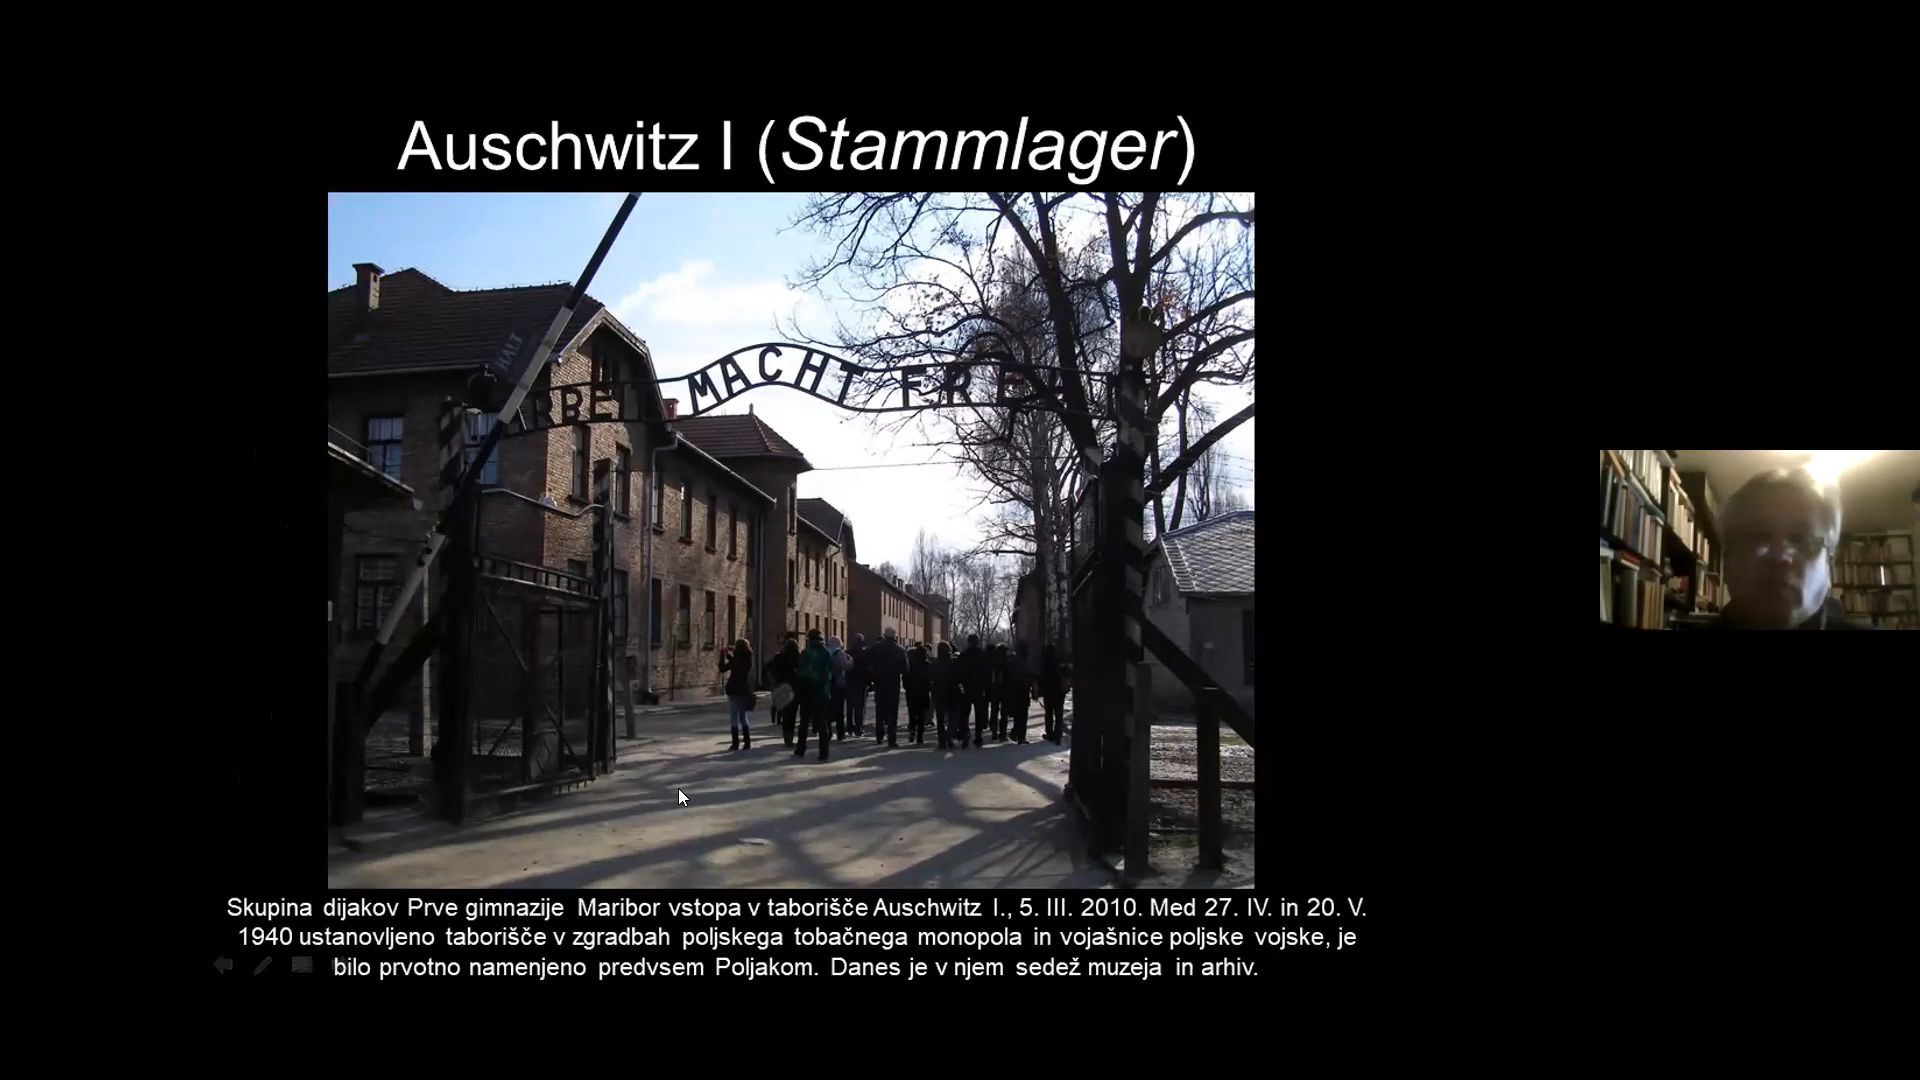 Auschwitz I (Stammlager)
HALT
ARBEI MACHT FREI
Skupina dijakov Prve gimnazije Maribor vstopa v taborišče Auschwitz I., 5. III. 2010. Med 27. IV. in 20. V.
1940 ustanovljeno taborišče v zgradbah poljskega tobačnega monopola in vojašnice poljske vojske, je
bilo prvotno namenjeno predvsem Poljakom. Danes je v njem sedež muzeja in arhiv.